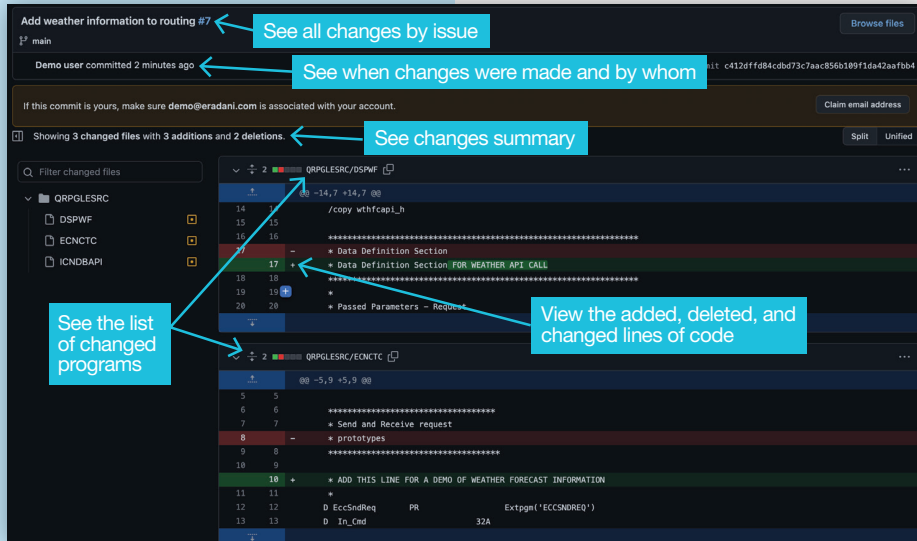 Add weather information to routing #7
See all changes by issue
Browse files
main
Demo user committed 2 minutes ago
See when changes were made and by whom
c412dffd84cdbd73c7aac856b109f1da42aafbb4
If this commit is yours, make sure demo@eradani.com is associated with your account.
Claim email address
Showing 3 changed files with 3 additions and 2 deletions.
See changes summary
Split Unified
Filter changed files
QRPGLESRC
DSPWF
ECNCTC
ICNDBAPI
2 QRPGLESRC/DSPWF
@@ -14,7 +14,7 @@
14 14 /copy wthfcapi_h
15 15
16 16 ****************************************************************
17 - * Data Definition Section
17 + * Data Definition Section FOR WEATHER API CALL
18 18 ****************************************************************
19 19 + *
20 20 * Passed Parameters - Request
See the list
of changed
programs
View the added, deleted, and
changed lines of code
2 QRPGLESRC/ECNCTC
@@ -5,9 +5,9 @@
5 5
6 6 ***********************************
7 7 * Send and Receive request
8 - * prototypes
9 8 ************************************
10 9
10 + * ADD THIS LINE FOR A DEMO OF WEATHER FORECAST INFORMATION
11 11 *
12 12 D EccSndReq PR Extpgm('ECCSNDREQ')
13 13 D In_Cmd 32A